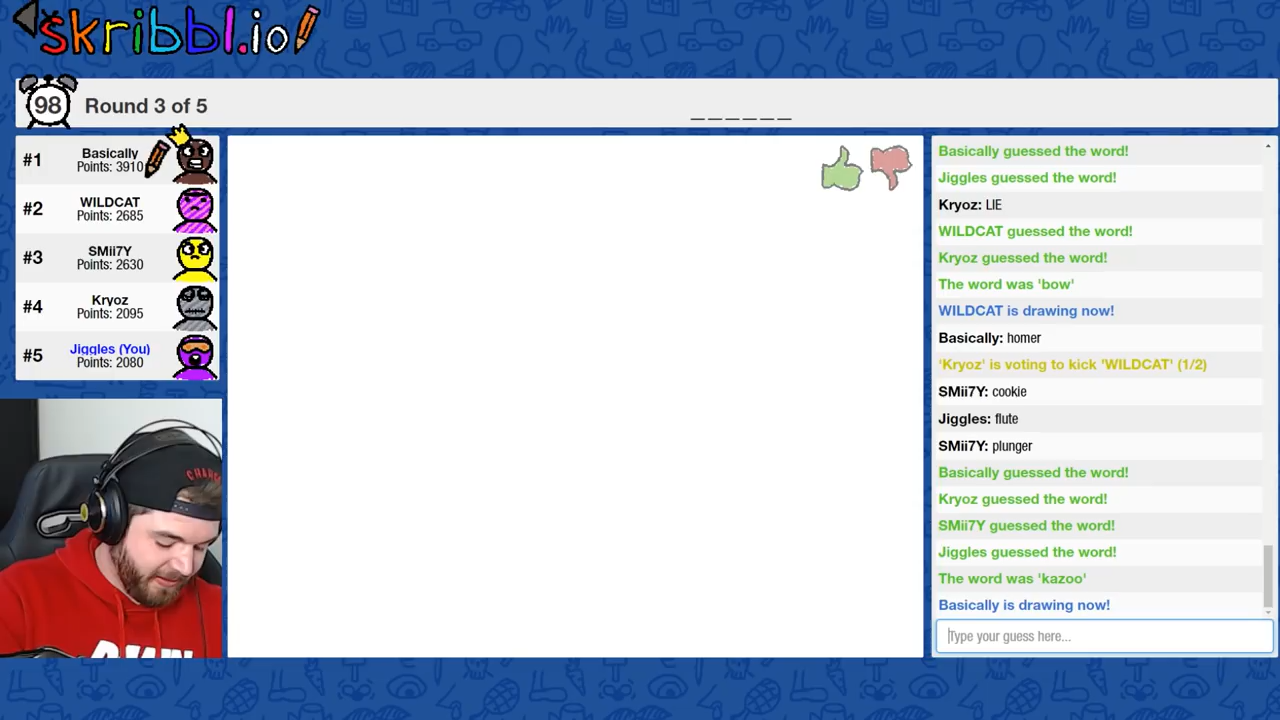 skribbl.io
98
Round 3 of 5
______
#1
Basically
Points: 3910
#2
WILDCAT
Points: 2685
#3
SMii7Y
Points: 2630
#4
Kryoz
Points: 2095
#5
Jiggles (You)
Points: 2080
Basically guessed the word!
Jiggles guessed the word!
Kryoz: LIE
WILDCAT guessed the word!
Kryoz guessed the word!
The word was 'bow'
WILDCAT is drawing now!
Basically: homer
'Kryoz' is voting to kick 'WILDCAT' (1/2)
SMii7Y: cookie
Jiggles: flute
SMii7Y: plunger
Basically guessed the word!
Kryoz guessed the word!
SMii7Y guessed the word!
Jiggles guessed the word!
The word was 'kazoo'
Basically is drawing now!
Type your guess here...